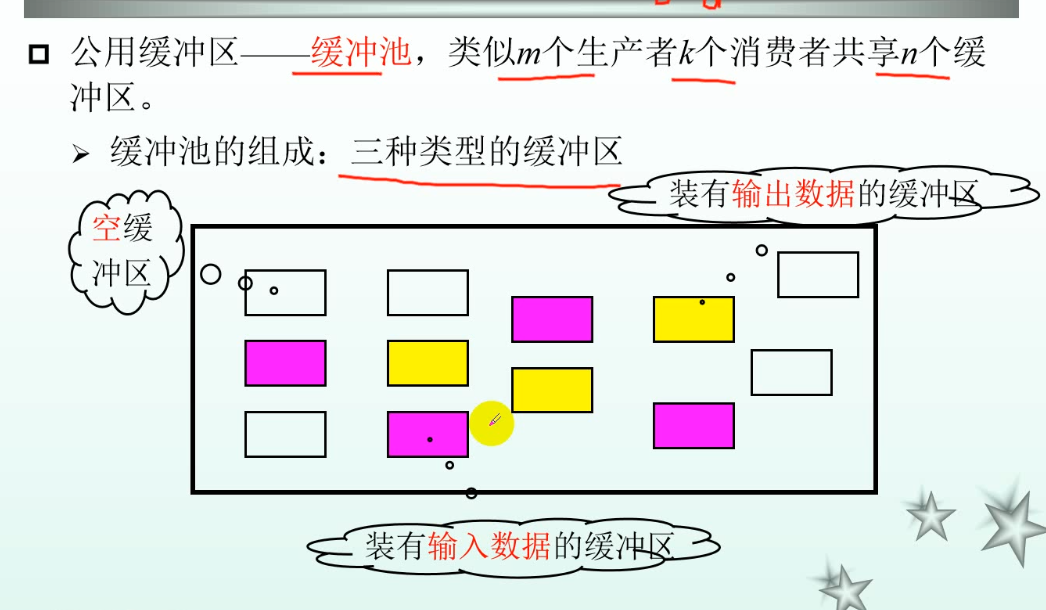 公用缓冲区——缓冲池，类似m个生产者k个消费者共享n个缓
冲区。
缓冲池的组成：三种类型的缓冲区
装有输出数据的缓冲区
空缓
冲区
装有输入数据的缓冲区